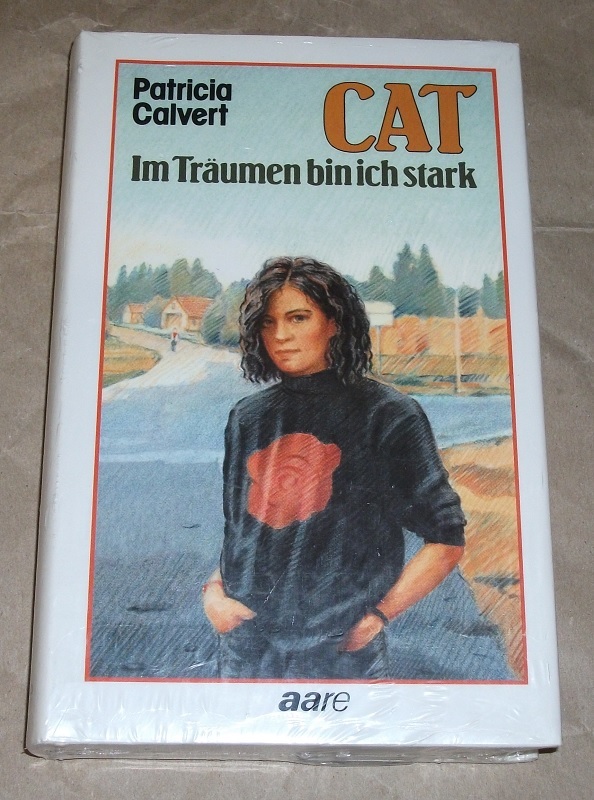 Patricia
Calvert
CAT
Im Träumen bin ich stark
aare